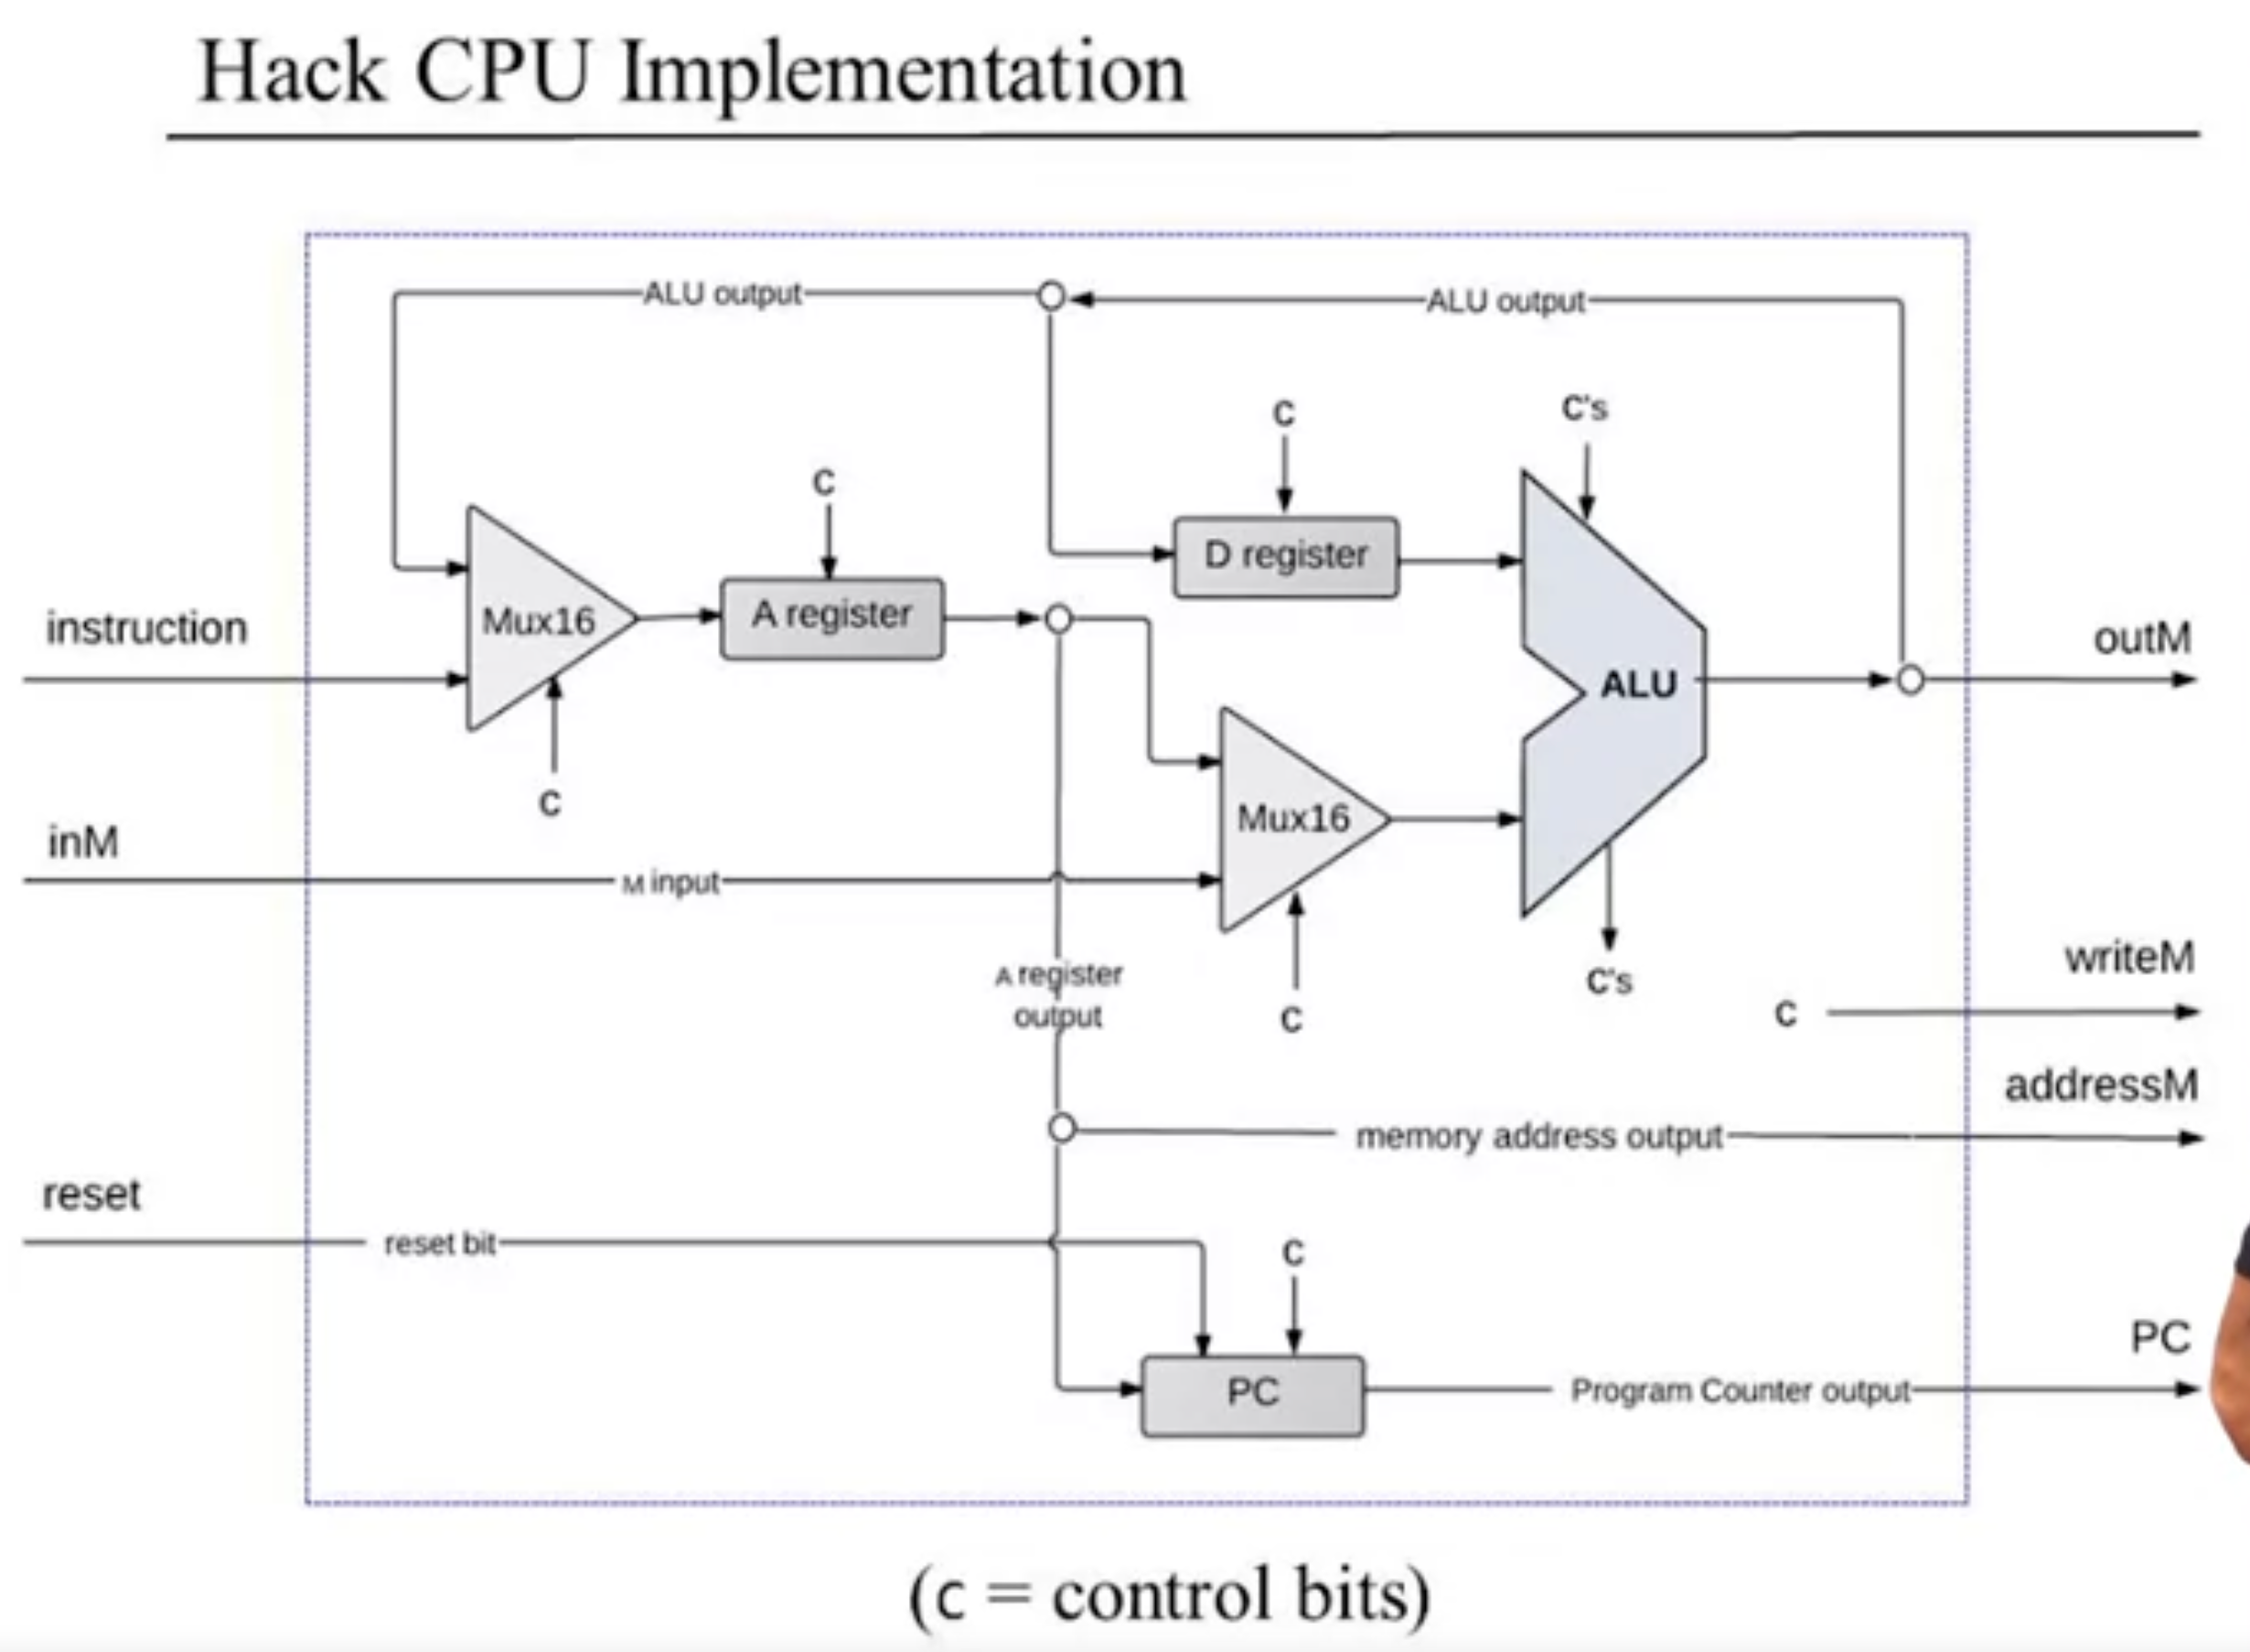 Hack CPU Implementation
ALU output
ALU output
C
C's
C
D register
Mux16
A register
instruction
outM
ALU
C
Mux16
inM
M input
writeM
A register
output
C
C's
C
addressM
memory address output
reset
reset bit
C
PC
PC
Program Counter output
(c = control bits)